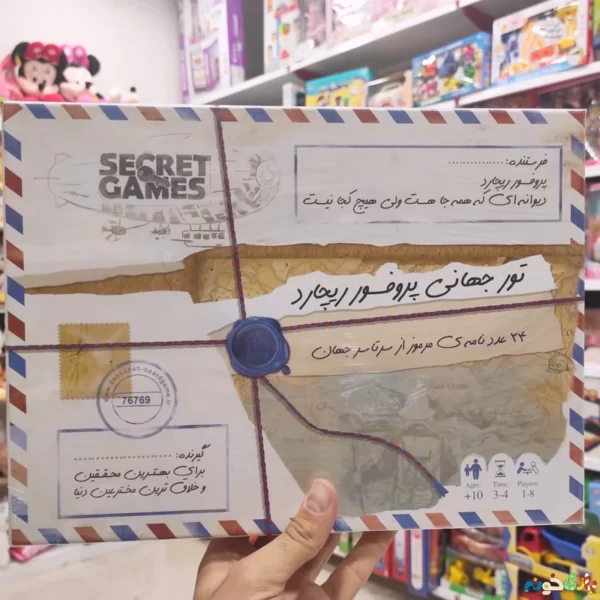 SECRET
GAMES
فرستنده: ....................
پروفسور ریچارد
دیوانه‌ای که همه جا هست ولی هیچ کجا نیست
تور جهانی پروفسور ریچارد
۲۴ عدد نامه‌ی مرموز از سرتاسر جهان
76769
گیرنده: ....................
برای بهترین محققین
و خلاق ترین مخترعین دنیا
Ages: Time: Players:
+10 3-4 1-8